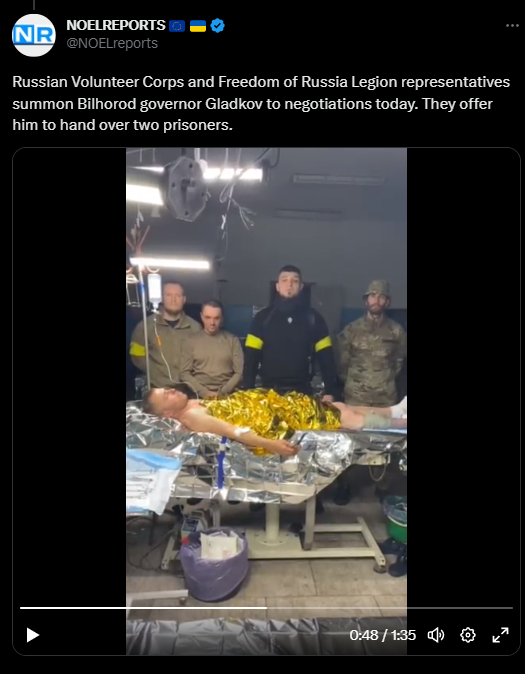 NR
NOELREPORTS
@NOELreports
Russian Volunteer Corps and Freedom of Russia Legion representatives
summon Bilhorod governor Gladkov to negotiations today. They offer
him to hand over two prisoners.
0:48 / 1:35